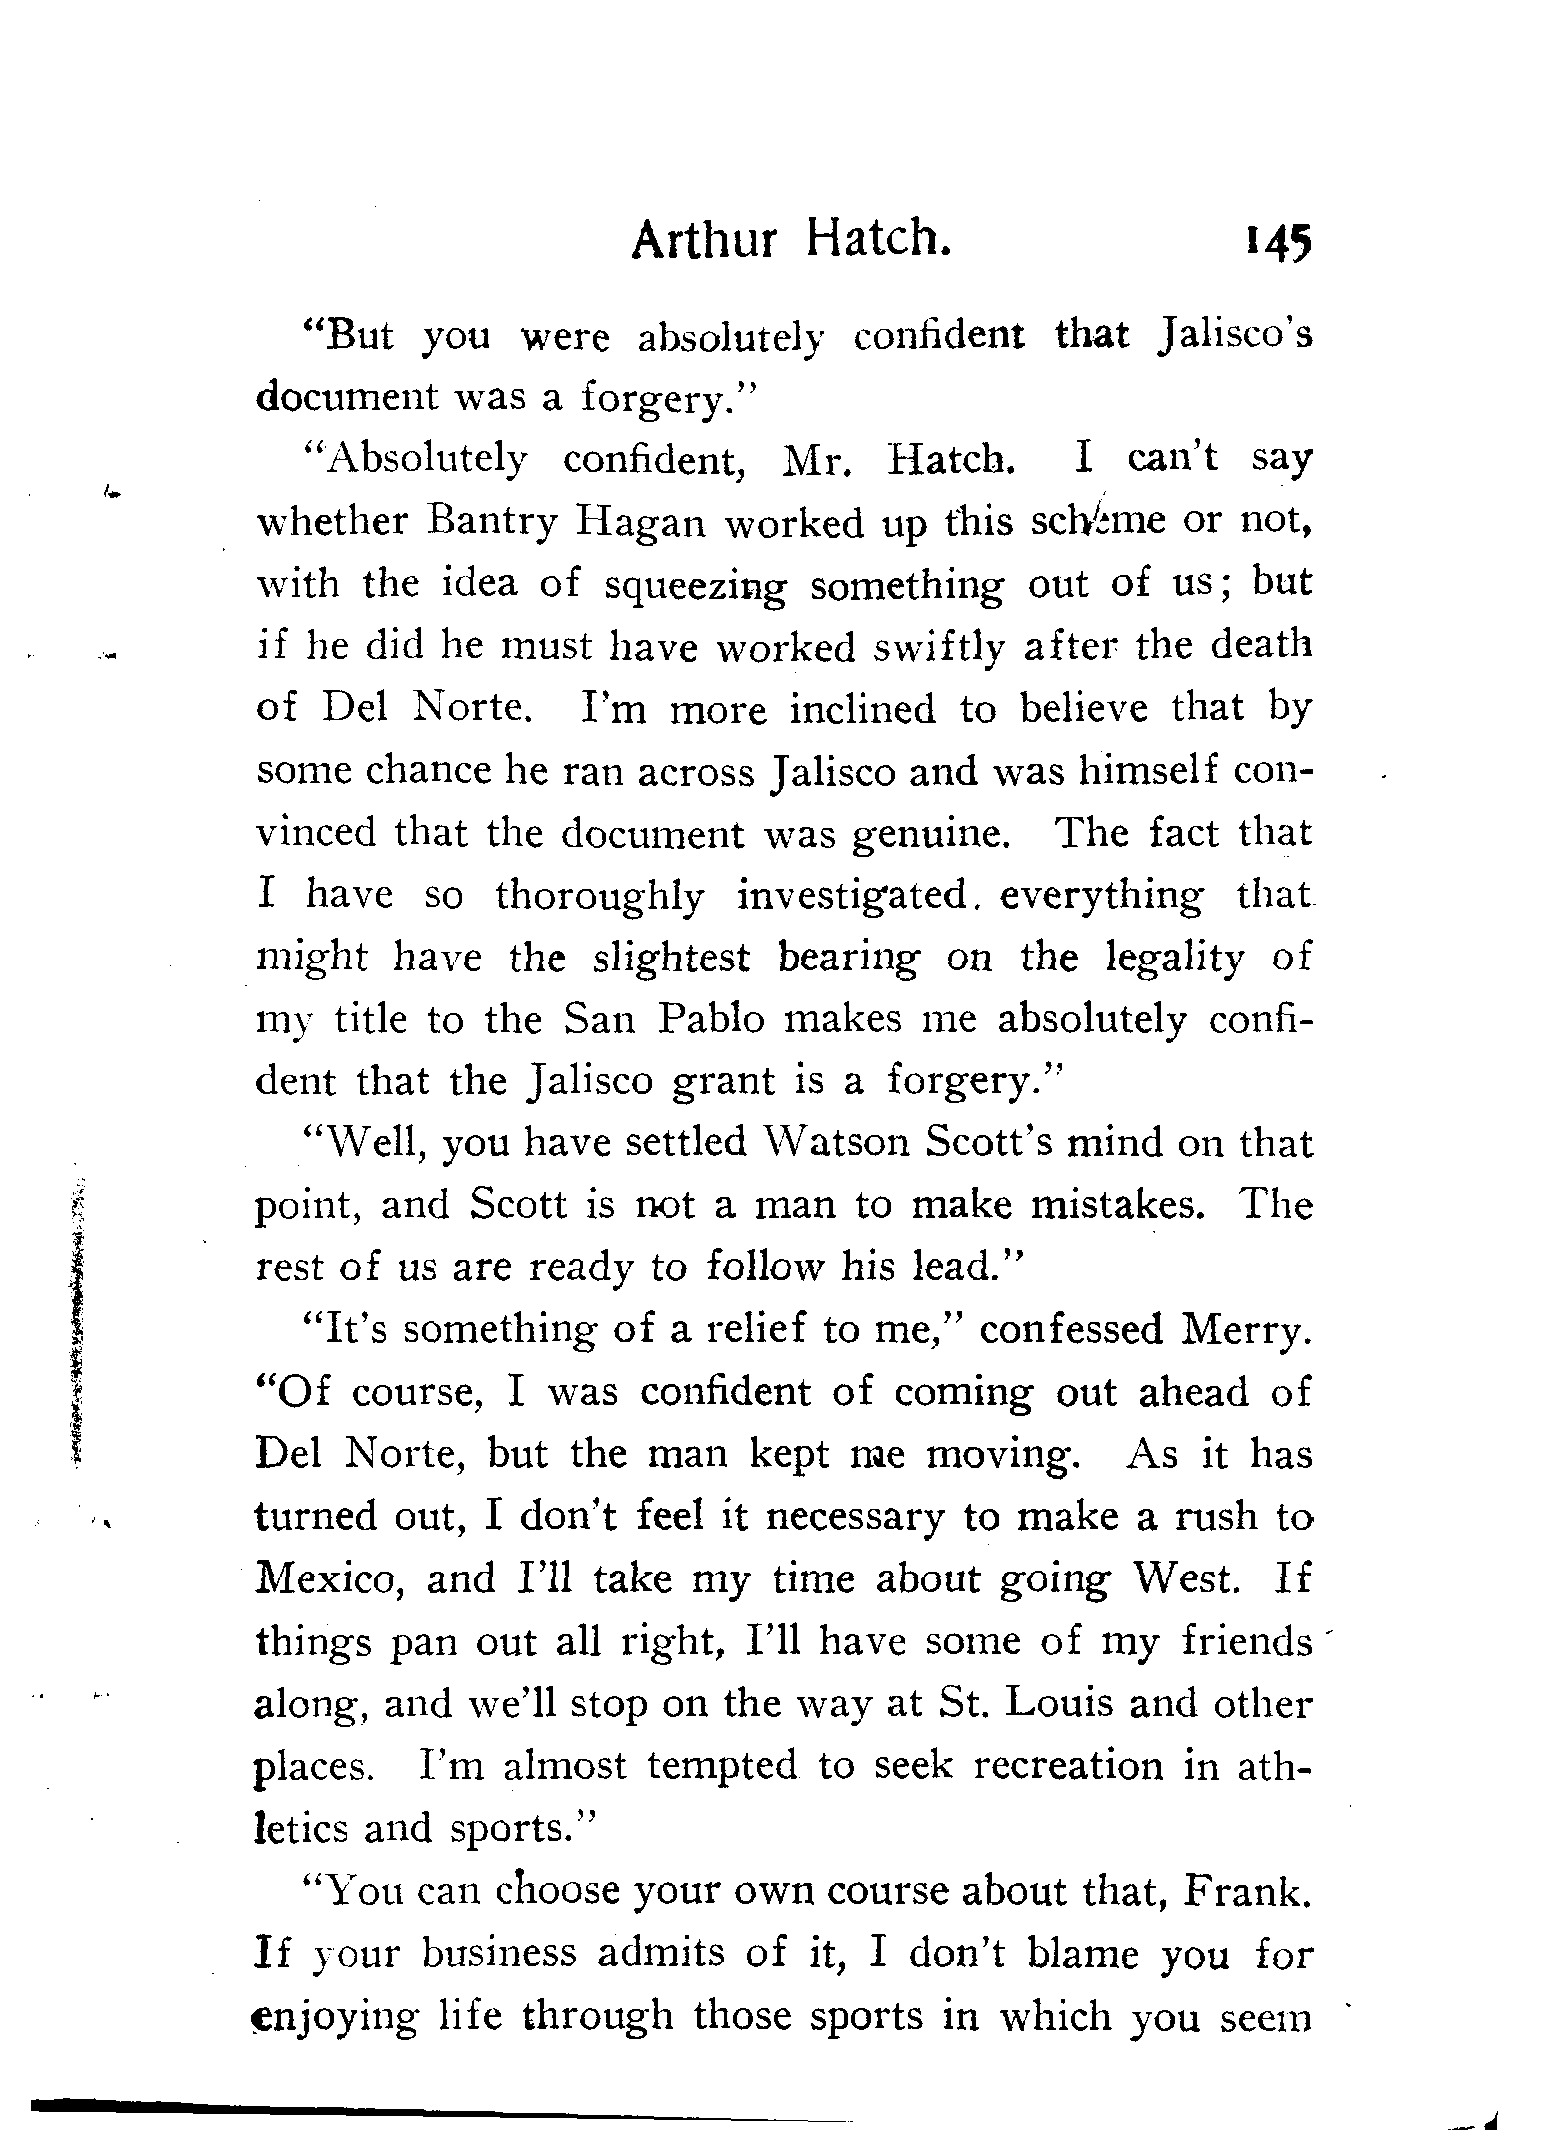 Arthur Hatch. 145
“But you were absolutely confident that Jalisco’s
document was a forgery.”
“Absolutely confident, Mr. Hatch. I can’t say
whether Bantry Hagan worked up this scheme or not,
with the idea of squeezing something out of us; but
if he did he must have worked swiftly after the death
of Del Norte. I’m more inclined to believe that by
some chance he ran across Jalisco and was himself con-
vinced that the document was genuine. The fact that
I have so thoroughly investigated. everything that
might have the slightest bearing on the legality of
my title to the San Pablo makes me absolutely confi-
dent that the Jalisco grant is a forgery.”
“Well, you have settled Watson Scott’s mind on that
point, and Scott is not a man to make mistakes. The
rest of us are ready to follow his lead.”
“It’s something of a relief to me,” confessed Merry.
“Of course, I was confident of coming out ahead of
Del Norte, but the man kept me moving. As it has
turned out, I don’t feel it necessary to make a rush to
Mexico, and I’ll take my time about going West. If
things pan out all right, I’ll have some of my friends
along, and we’ll stop on the way at St. Louis and other
places. I’m almost tempted to seek recreation in ath-
letics and sports.”
“You can choose your own course about that, Frank.
If your business admits of it, I don’t blame you for
enjoying life through those sports in which you seem